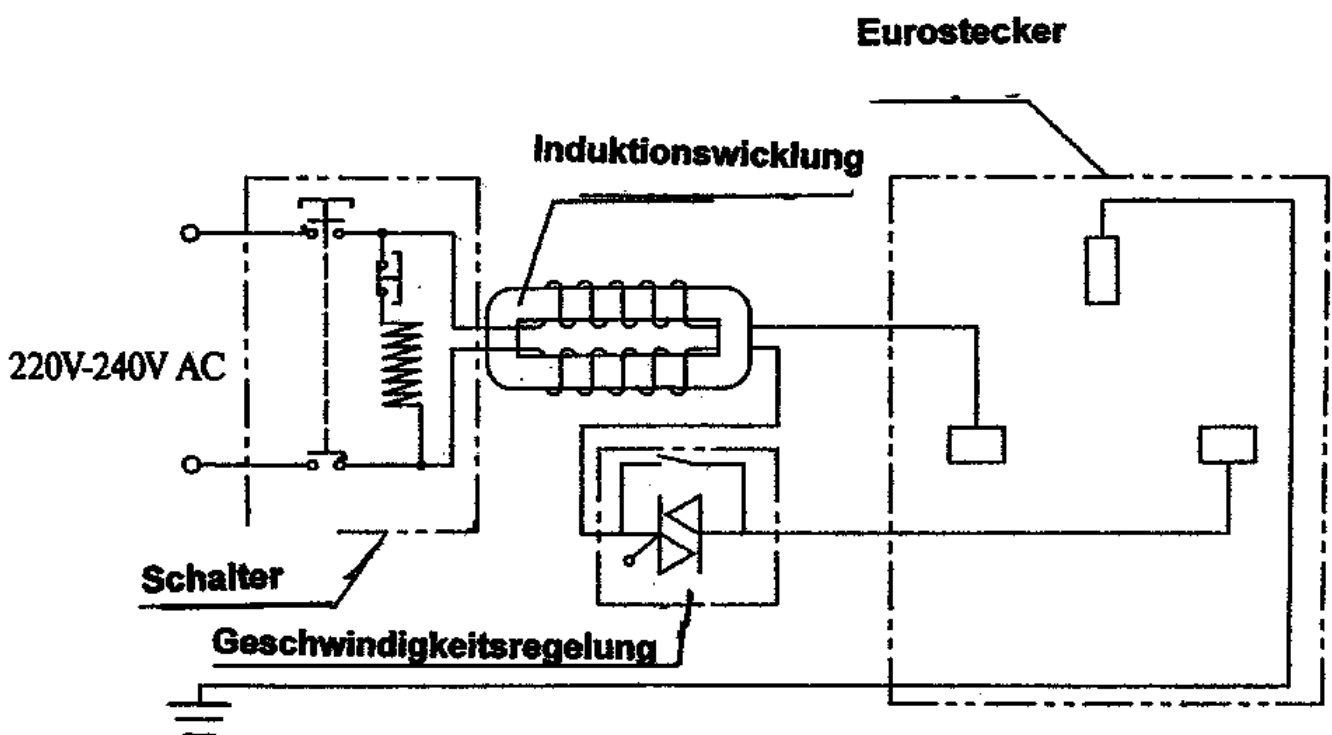 Eurostecker
Induktionswicklung
220V-240V AC
Schalter
Geschwindigkeitsregelung